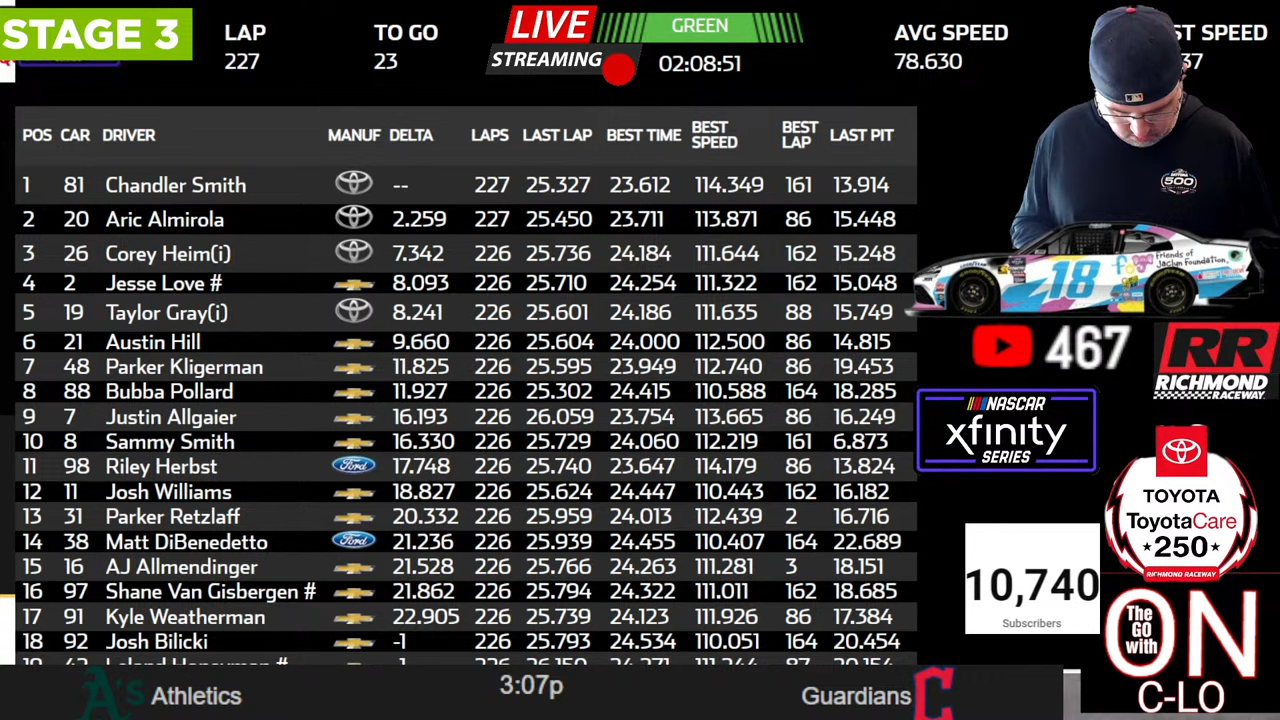 STAGE 3
LAP
227
TO GO
23
LIVE
STREAMING
GREEN
02:08:51
AVG SPEED
78.630
ST SPEED
37
POS CAR DRIVER MANUF DELTA LAPS LAST LAP BEST TIME BEST SPEED BEST LAP LAST PIT
1 81 Chandler Smith -- 227 25.327 23.612 114.349 161 13.914
2 20 Aric Almirola 2.259 227 25.450 23.711 113.871 86 15.448
3 26 Corey Heim(i) 7.342 226 25.736 24.184 111.644 162 15.248
4 2 Jesse Love # 8.093 226 25.710 24.254 111.322 162 15.048
5 19 Taylor Gray(i) 8.241 226 25.601 24.186 111.635 88 15.749
6 21 Austin Hill 9.660 226 25.604 24.000 112.500 86 14.815
7 48 Parker Kligerman 11.825 226 25.595 23.949 112.740 86 19.453
8 88 Bubba Pollard 11.927 226 25.302 24.415 110.588 164 18.285
9 7 Justin Allgaier 16.193 226 26.059 23.754 113.665 86 16.249
10 8 Sammy Smith 16.330 226 25.729 24.060 112.219 161 6.873
11 98 Riley Herbst Ford 17.748 226 25.740 23.647 114.179 86 13.824
12 11 Josh Williams 18.827 226 25.624 24.447 110.443 162 16.182
13 31 Parker Retzlaff 20.332 226 25.959 24.013 112.439 2 16.716
14 38 Matt DiBenedetto Ford 21.236 226 25.939 24.455 110.407 164 22.689
15 16 AJ Allmendinger 21.528 226 25.766 24.263 111.281 3 18.151
16 97 Shane Van Gisbergen # 21.862 226 25.794 24.322 111.011 162 18.685
17 91 Kyle Weatherman 22.905 226 25.739 24.123 111.926 86 17.384
18 92 Josh Bilicki -1 226 25.793 24.534 110.051 164 20.454
500
18
Friends of
Jaclyn Foundation
467
RR
RICHMOND
RACEWAY
NASCAR
xfinity
SERIES
TOYOTA
ToyotaCare
250
RICHMOND RACEWAY
10,740
Subscribers
The GO with ON
C-LO
A's Athletics
3:07p
Guardians C